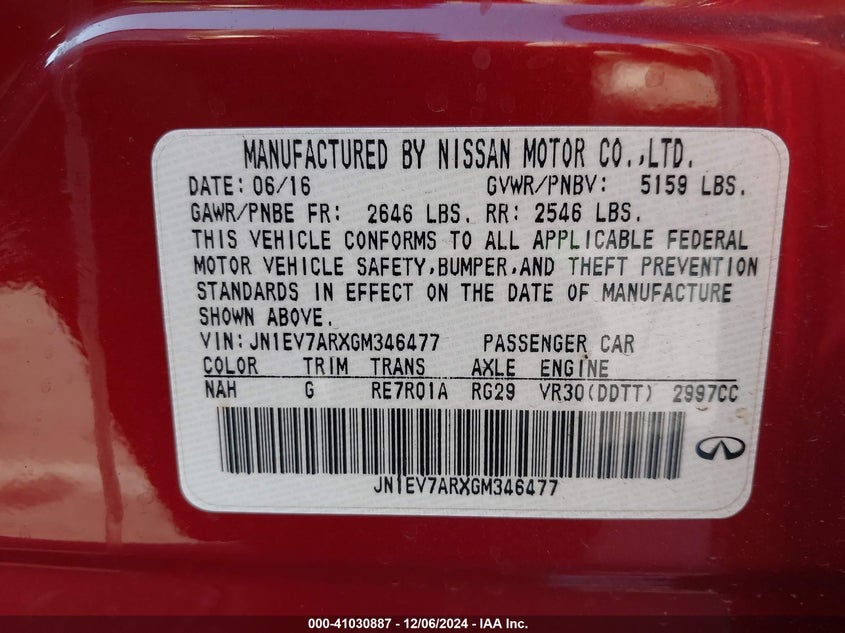 MANUFACTURED BY NISSAN MOTOR CO.,LTD.
DATE:06/16 GVWR/PNBV: 5159 LBS.
GAWR/PNBE FR: 2646 LBS. RR: 2546 LBS.
THIS VEHICLE CONFORMS TO ALL APPLICABLE FEDERAL
MOTOR VEHICLE SAFETY,BUMPER,AND THEFT PREVENTION
STANDARDS IN EFFECT ON THE DATE OF MANUFACTURE
SHOWN ABOVE.
VIN:JN1EV7ARXGM346477 PASSENGER CAR
COLOR TRIM TRANS AXLE ENGINE
NAH G RE7R01A RG29 VR30(DDTT) 2997CC
JN1EV7ARXGM346477
000-41030887 - 12/06/2024 - IAA Inc.